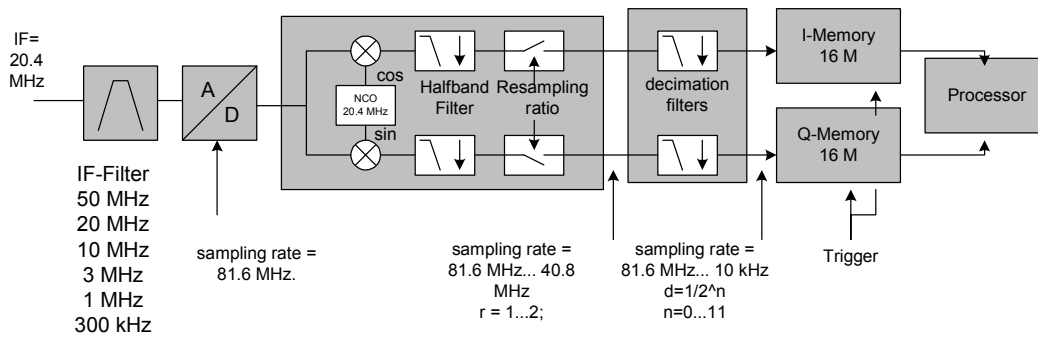 IF=
20.4
MHz
A
D
cos
NCO
20.4 MHz
sin
Halfband
Filter
Resampling
ratio
decimation
filters
I-Memory
16 M
Q-Memory
16 M
Processor
IF-Filter
50 MHz
20 MHz
10 MHz
3 MHz
1 MHz
300 kHz
sampling rate =
81.6 MHz.
sampling rate =
81.6 MHz... 40.8
MHz
r = 1...2;
sampling rate =
81.6 MHz... 10 kHz
d=1/2^n
n=0...11
Trigger